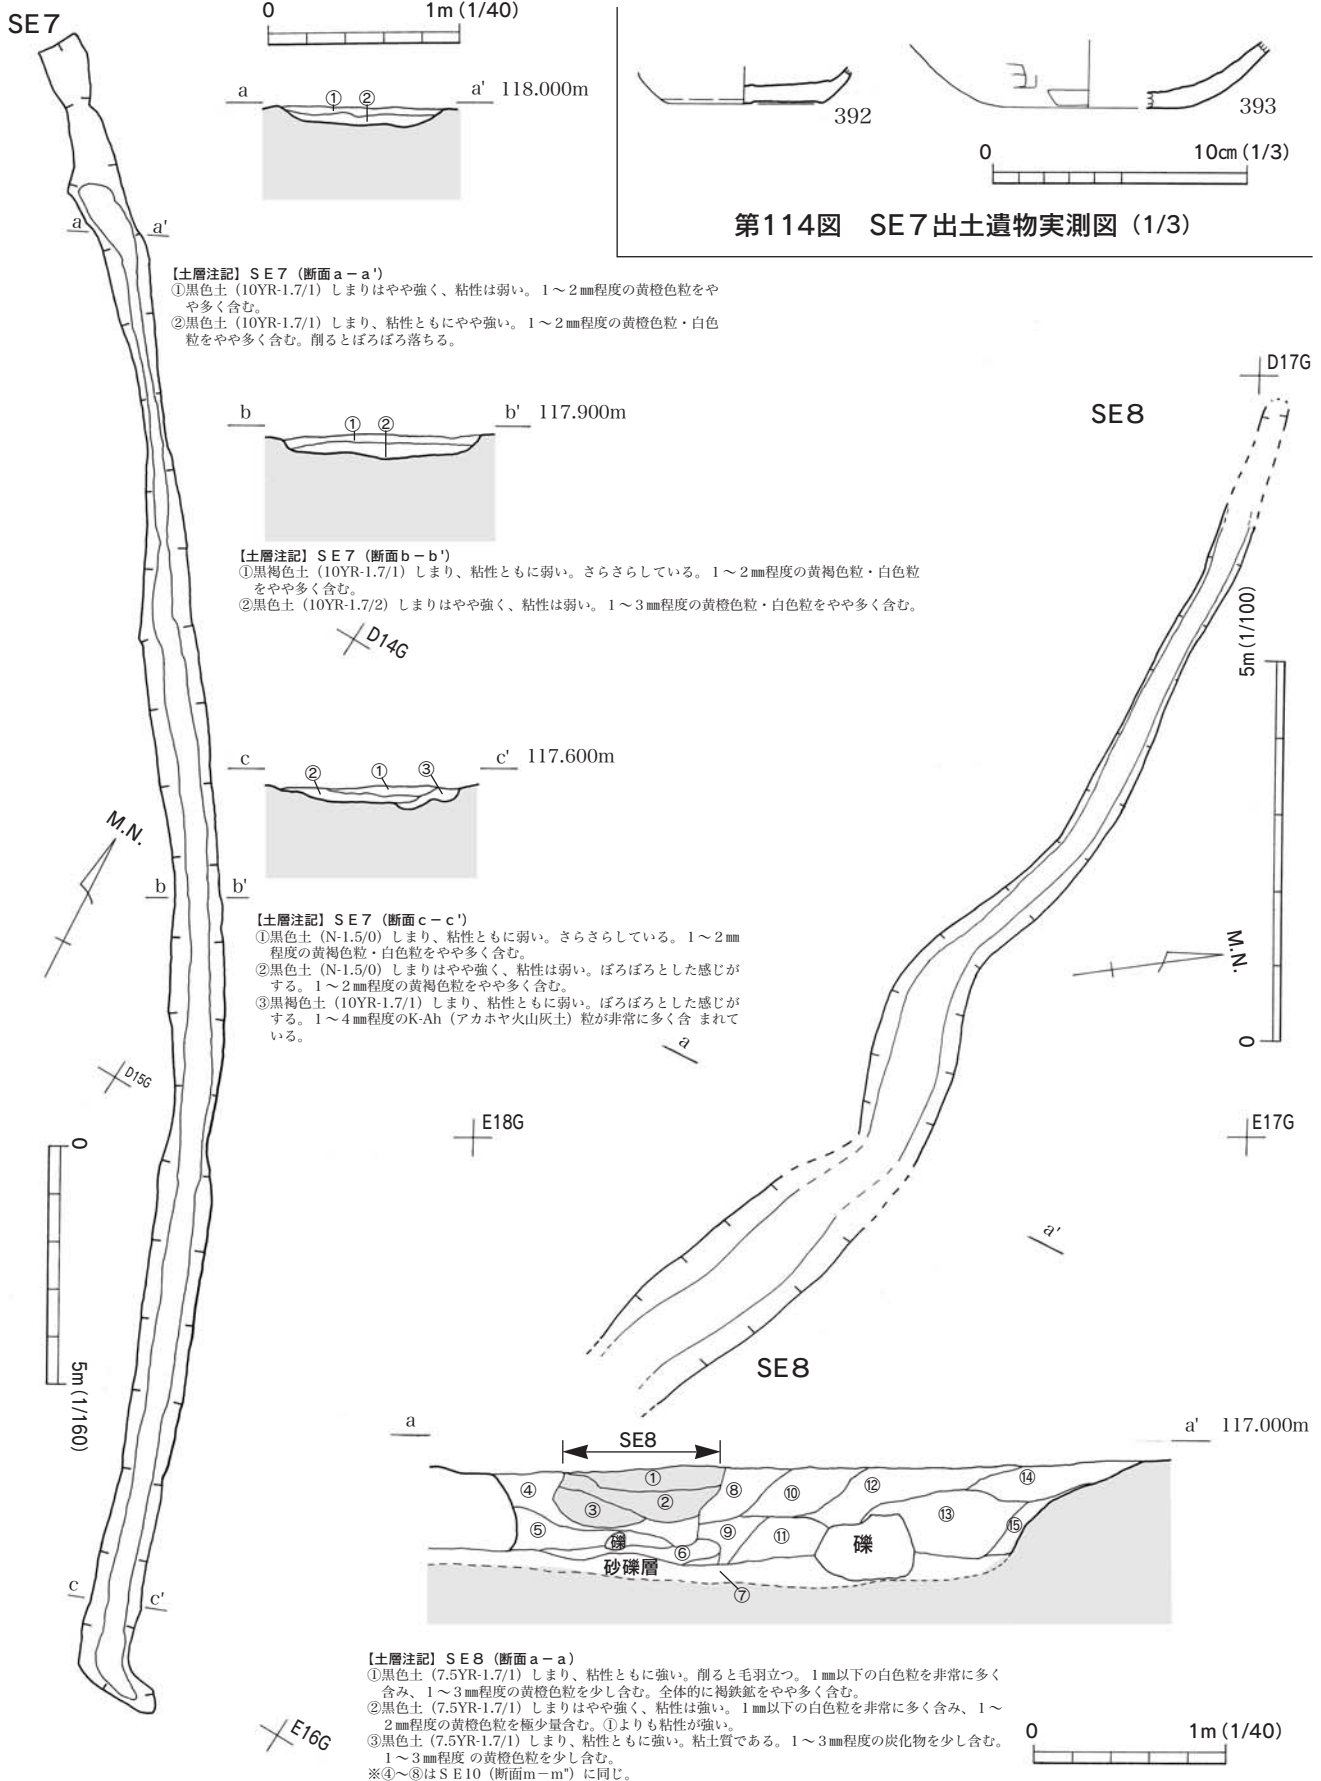 SE7
0 1m (1/40)
a a' 118.000m
① ②
392
393
0 10㎝ (1/3)
第114図　SE7出土遺物実測図 (1/3)
a a'
【土層注記】SE7（断面a－a'）
①黒色土（10YR-1.7/1）しまりはやや強く、粘性は弱い。1～2㎜程度の黄橙色粒をや
や多く含む。
②黒色土（10YR-1.7/1）しまり、粘性ともにやや強い。1～2㎜程度の黄橙色粒・白色
粒をやや多く含む。削るとぼろぼろ落ちる。
D17G
SE8
b b' 117.900m
① ②
【土層注記】SE7（断面b－b'）
①黒褐色土（10YR-1.7/1）しまり、粘性ともに弱い。さらさらしている。1～2㎜程度の黄褐色粒・白色粒
をやや多く含む。
②黒色土（10YR-1.7/2）しまりはやや強く、粘性は弱い。1～3㎜程度の黄橙色粒・白色粒をやや多く含む。
D14G
5m (1/100)
0
c c' 117.600m
② ① ③
M.N.
b b'
【土層注記】SE7（断面c－c'）
①黒色土（N-1.5/0）しまり、粘性ともに弱い。さらさらしている。1～2㎜
程度の黄褐色粒・白色粒をやや多く含む。
②黒色土（N-1.5/0）しまりはやや強く、粘性は弱い。ぼろぼろとした感じが
する。1～2㎜程度の黄褐色粒をやや多く含む。
③黒褐色土（10YR-1.7/1）しまり、粘性ともに弱い。ぼろぼろとした感じが
する。1～4㎜程度のK-Ah（アカホヤ火山灰土）粒が非常に多く含 まれて
いる。
M.N.
a
D15G
E18G
E17G
0
5m (1/160)
a'
SE8
a a' 117.000m
SE8
① ② ③ ④ ⑤ ⑥ ⑦ ⑧ ⑨ ⑩ ⑪ ⑫ ⑬ ⑭ ⑮
礫
礫
砂礫層
c c'
【土層注記】SE8（断面a－a）
①黒色土（7.5YR-1.7/1）しまり、粘性ともに強い。削ると毛羽立つ。1㎜以下の白色粒を非常に多く
含み、1～3㎜程度の黄橙色粒を少し含む。全体的に褐鉄鉱をやや多く含む。
②黒色土（7.5YR-1.7/1）しまりはやや強く、粘性は強い。1㎜以下の白色粒を非常に多く含み、1～
2㎜程度の黄橙色粒を極少量含む。①よりも粘性が強い。
③黒色土（7.5YR-1.7/1）しまり、粘性ともに強い。粘土質である。1～3㎜程度の炭化物を少し含む。
1～3㎜程度 の黄橙色粒を少し含む。
※④～⑧はSE10（断面m－m"）に同じ。
E16G
0 1m (1/40)